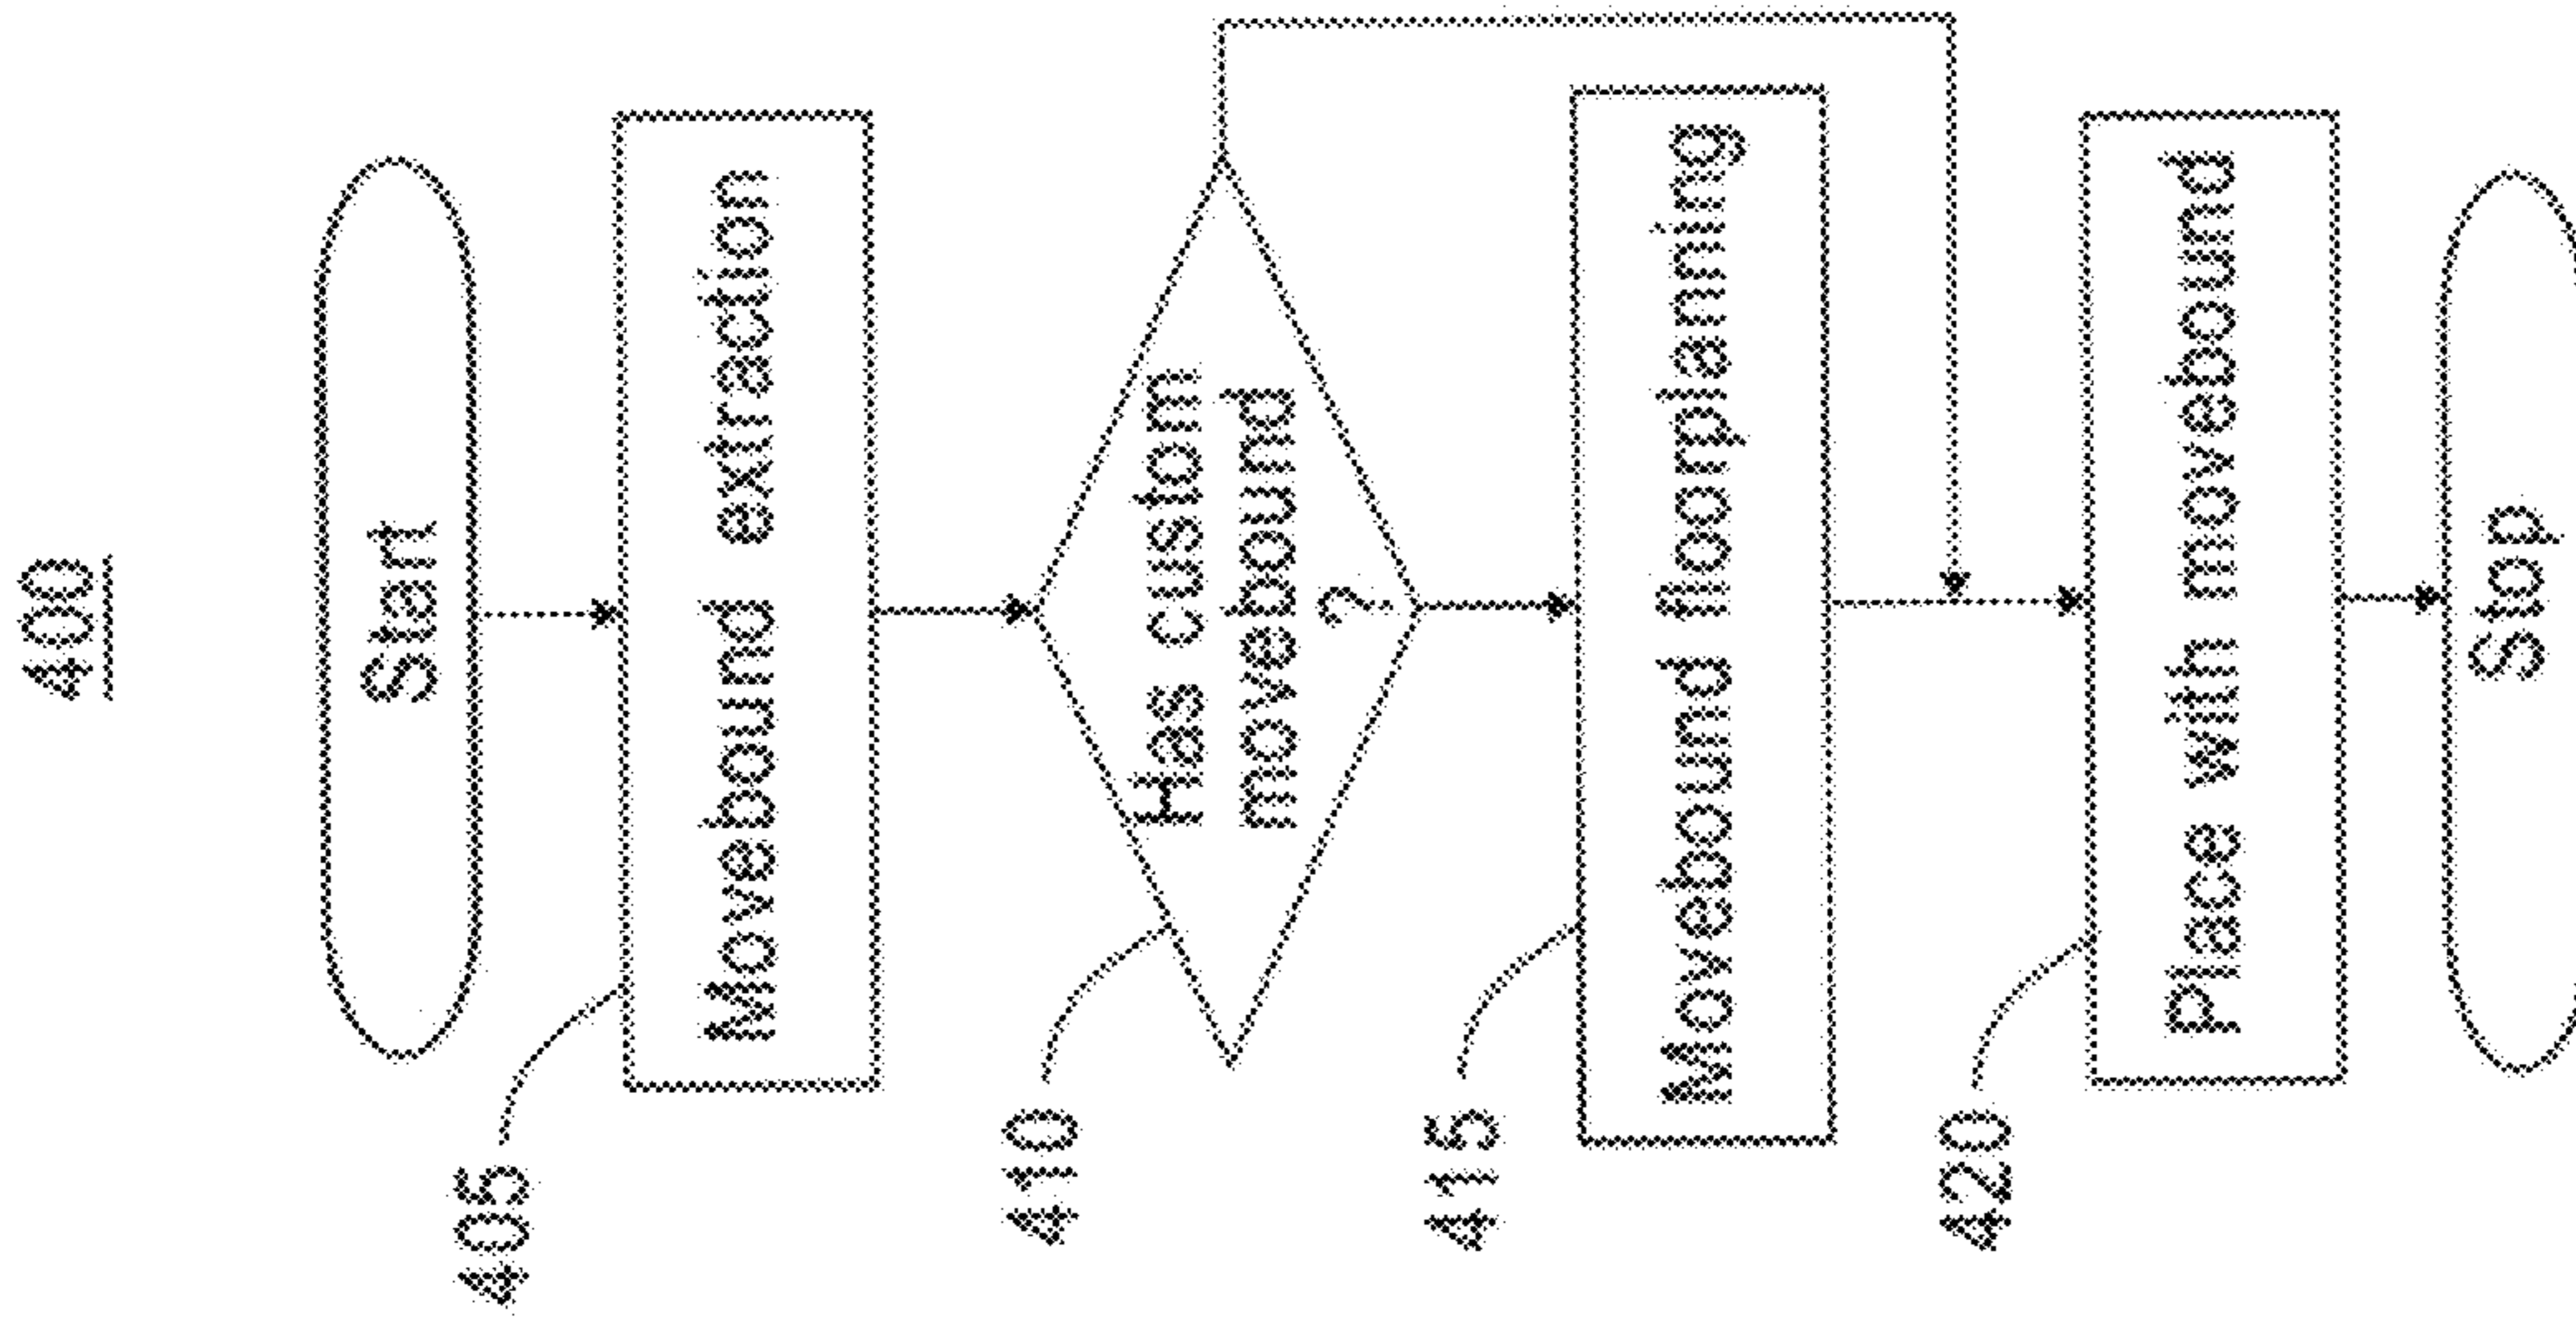 400
Start
405
Movebound extraction
410
Has custom
movebound
?
415
Movebound floorplanning
420
Place with movebound
Stop